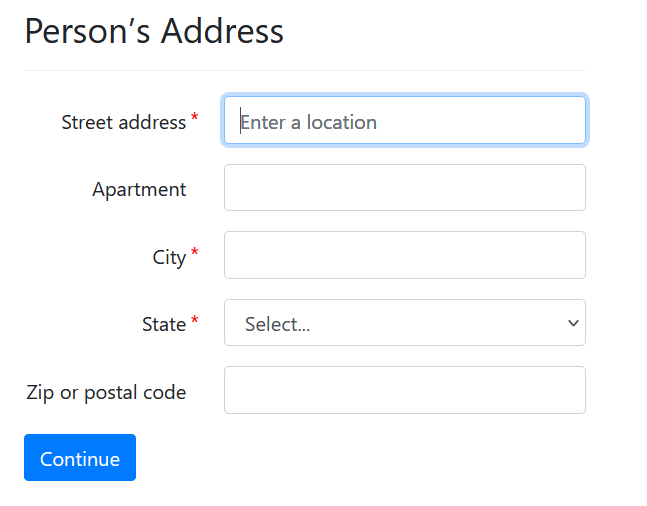 Person’s Address
Street address *
Enter a location
Apartment
City *
State *
Select...
Zip or postal code
Continue